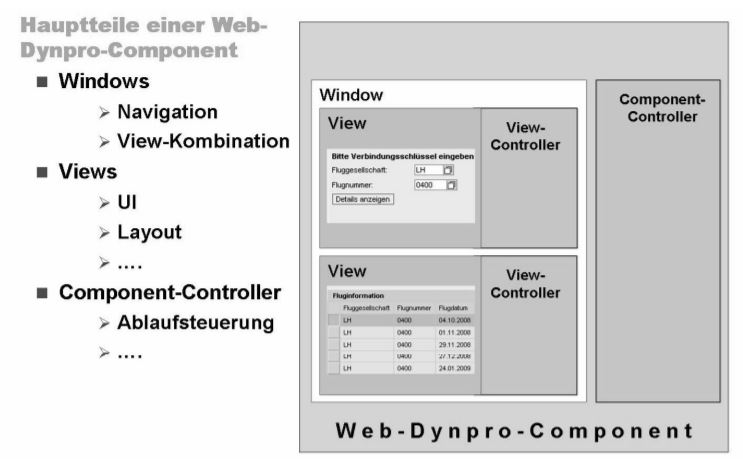 Hauptteile einer Web-
Dynpro-Component
Windows
Navigation
View-Kombination
Views
UI
Layout
....
Component-Controller
Ablaufsteuerung
....
Window
View
View-
Controller
Bitte Verbindungsschlüssel eingeben
Fluggesellschaft: LH
Flugnummer: 0400
Details anzeigen
View
View-
Controller
Fluginformation
Fluggesellschaft Flugnummer Flugdatun
LH 0400 04.10.2008
LH 0400 01.11.2008
LH 0400 29.11.2008
LH 0400 27.12.2008
LH 0400 24.01.2009
Component-
Controller
Web-Dynpro-Component